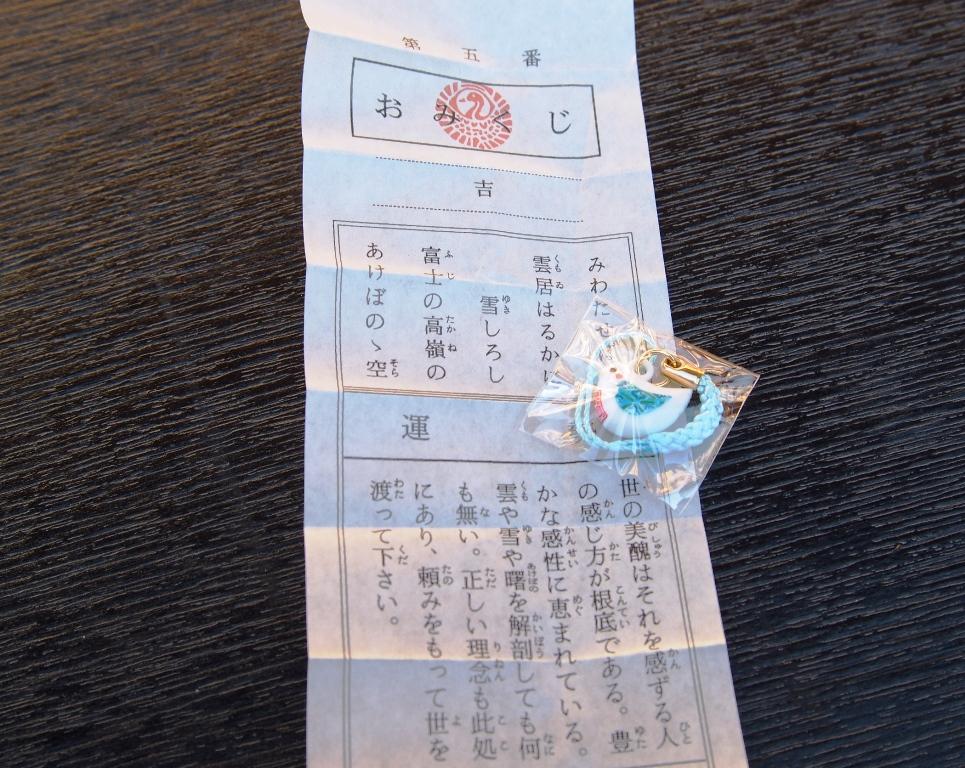 第五番
おみくじ
吉
みわたせ
雲居はるかに
雪しろし
富士の高嶺の
あけぼのゝ空
運
世の美醜はそれを感ずる人
の感じ方が根底である。豊
かな感性に恵まれている。
雲や雪や曙を解剖しても何
も無い。正しい理念も此処
にあり、頼みをもって世を
渡って下さい。